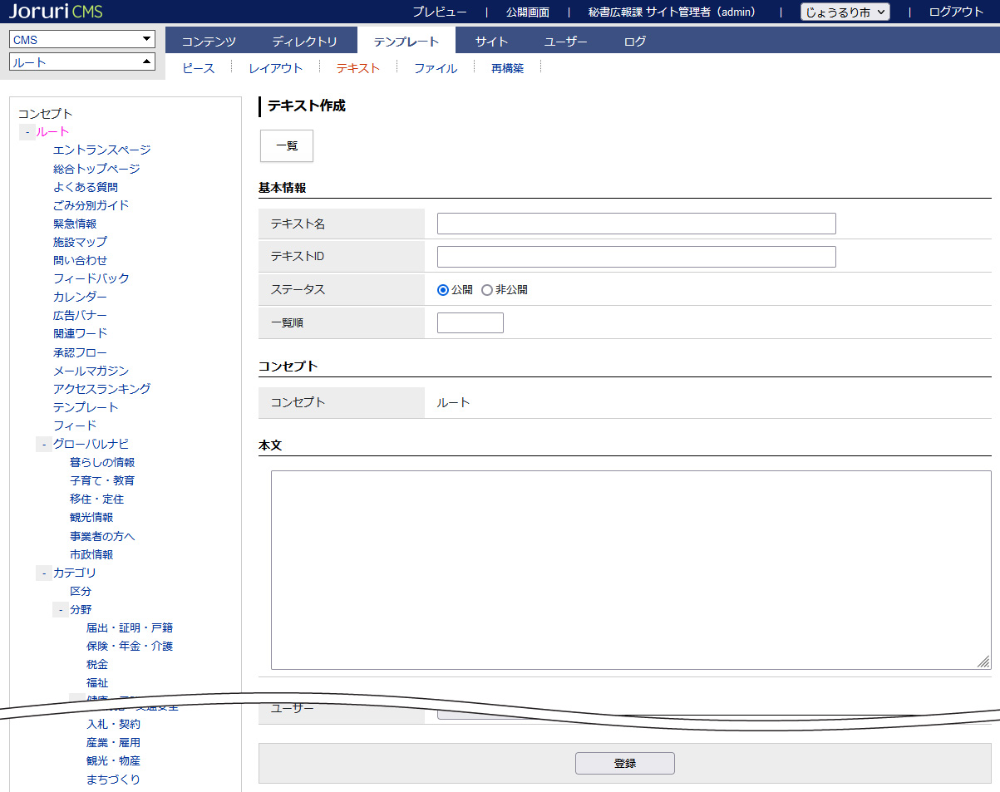 Joruri CMS プレビュー | 公開画面 | 秘書広報課 サイト管理者（admin） | じょうるり市 | ログアウト
CMS
ルート
コンテンツ ディレクトリ テンプレート サイト ユーザー ログ
ピース レイアウト テキスト ファイル 再構築
コンセプト
- ルート
エントランスページ
総合トップページ
よくある質問
ごみ分別ガイド
緊急情報
施設マップ
問い合わせ
フィードバック
カレンダー
広告バナー
関連ワード
承認フロー
メールマガジン
アクセスランキング
テンプレート
フィード
- グローバルナビ
暮らしの情報
子育て・教育
移住・定住
観光情報
事業者の方へ
市政情報
- カテゴリ
区分
- 分野
届出・証明・戸籍
保険・年金・介護
税金
福祉
入札・契約
産業・雇用
観光・物産
まちづくり
テキスト作成
一覧
基本情報
テキスト名
テキストID
ステータス 公開 非公開
一覧順
コンセプト
コンセプト ルート
本文
ユーザー
登録